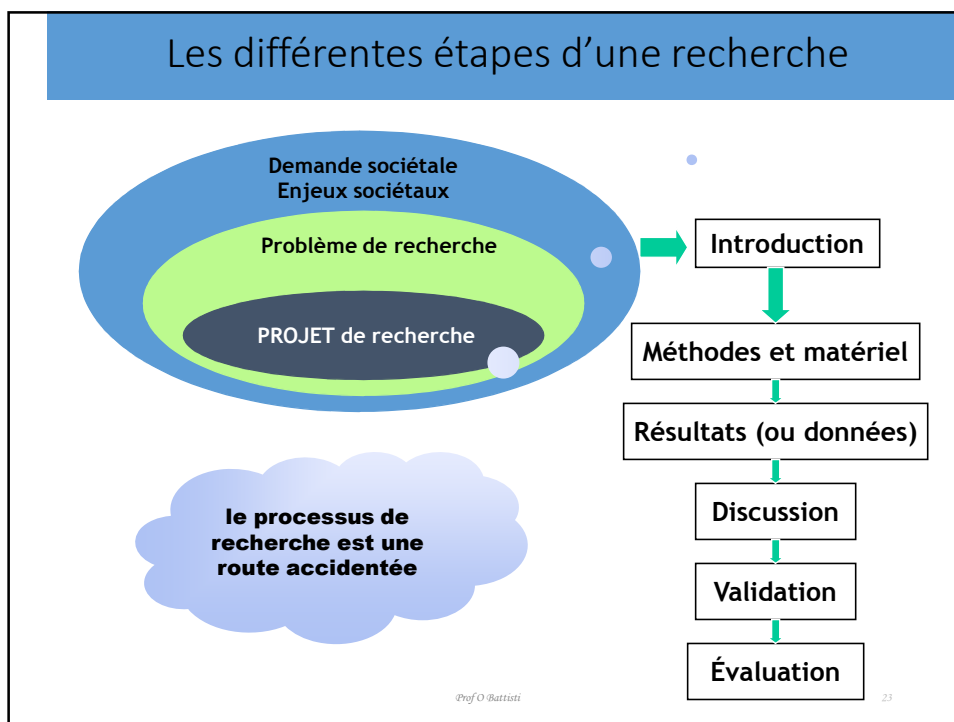 Les différentes étapes d’une recherche
Demande sociétale
Enjeux sociétaux
Problème de recherche
PROJET de recherche
le processus de
recherche est une
route accidentée
Introduction
Méthodes et matériel
Résultats (ou données)
Discussion
Validation
Évaluation
Prof O Battisti
23